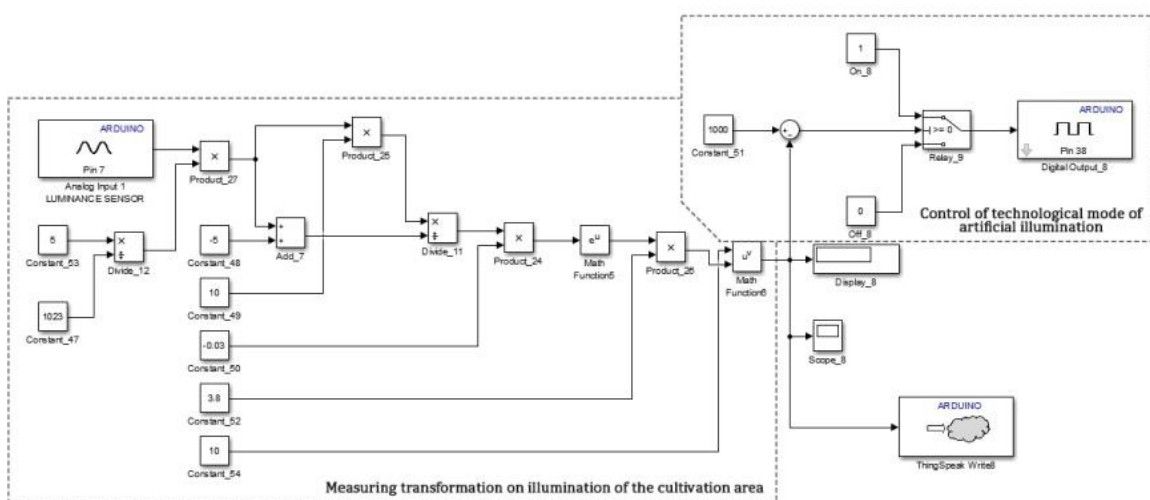 1
On_8
ARDUINO
Pin 38
Digital Output_8
1000
Constant_51
+
-
>= 0
Relay_9
0
Off_8
Control of technological mode of
artificial illumination
ARDUINO
Pin 7
Analog Input 1
LUMINANCE SENSOR
×
Product_27
×
Product_25
5
Constant_53
×
÷
Divide_12
1023
Constant_47
-5
Constant_48
+
+
Add_7
×
÷
Divide_11
10
Constant_49
×
Product_24
-0.03
Constant_50
e^u
Math
Function5
×
Product_26
3.8
Constant_52
u^v
Math
Function6
10
Constant_54
Display_8
Scope_8
ARDUINO
ThingSpeak Write8
Measuring transformation on illumination of the cultivation area